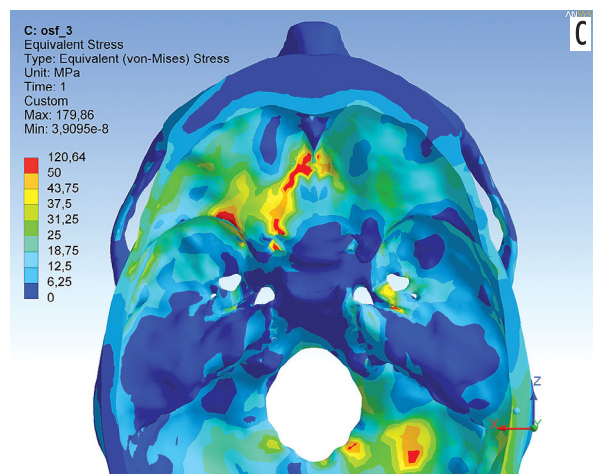 C: osf_3
Equivalent Stress
Type: Equivalent (von-Mises) Stress
Unit: MPa
Time: 1
Custom
Max: 179,86
Min: 3,9095e-8
120,64
50
43,75
37,5
31,25
25
18,75
12,5
6,25
0
C
Z
X
Y